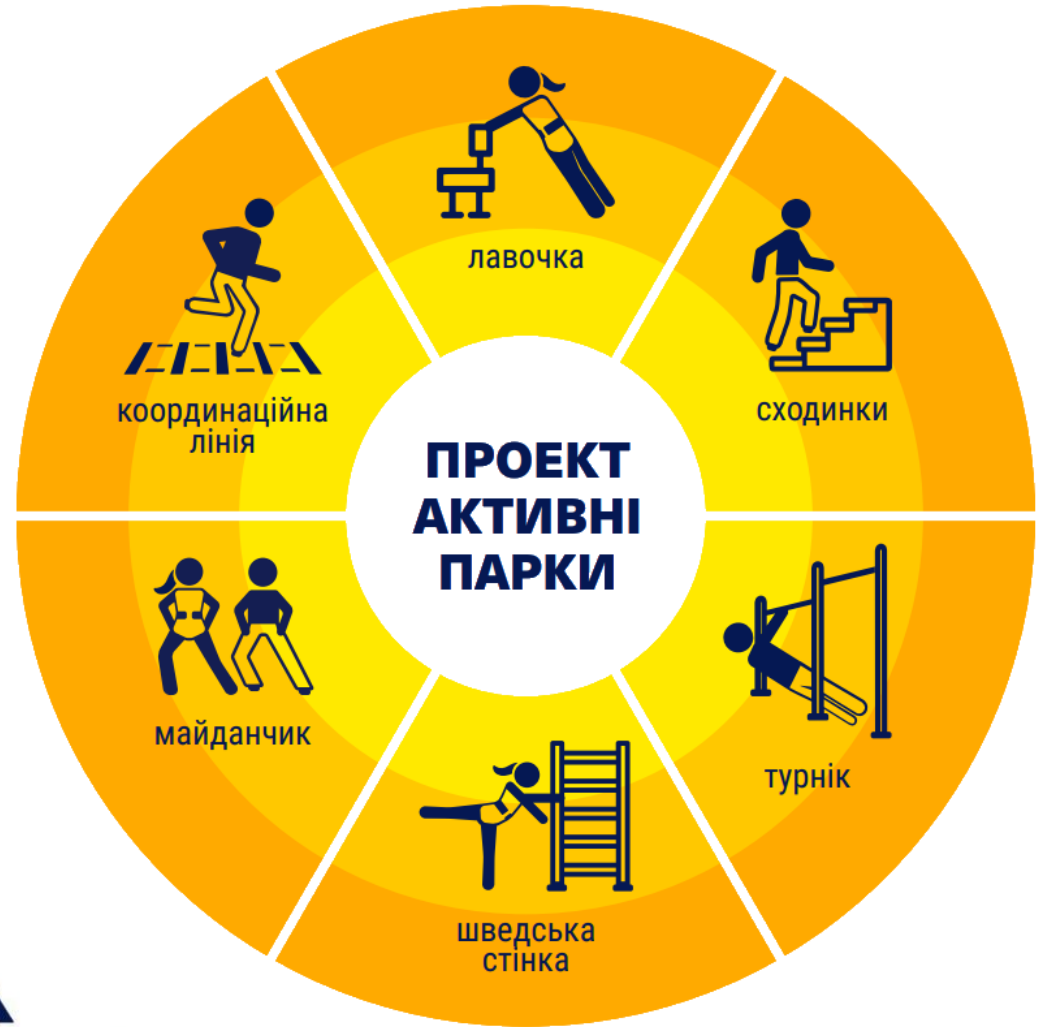 лавочка
сходинки
турнік
шведська
стінка
майданчик
координаційна
лінія
ПРОЕКТ
АКТИВНІ
ПАРКИ